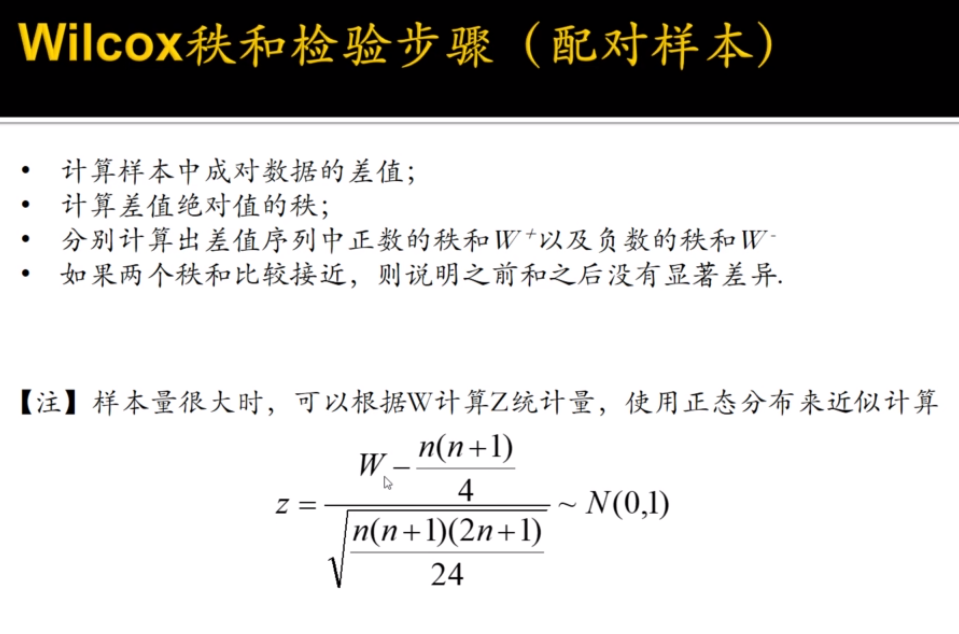 Wilcox秩和检验步骤（配对样本）
• 计算样本中成对数据的差值；
• 计算差值绝对值的秩；
• 分别计算出差值序列中正数的秩和W⁺以及负数的秩和W⁻
• 如果两个秩和比较接近，则说明之前和之后没有显著差异.
【注】样本量很大时，可以根据W计算Z统计量，使用正态分布来近似计算
z = (W − n(n+1)/4) / √(n(n+1)(2n+1)/24) ~ N(0,1)